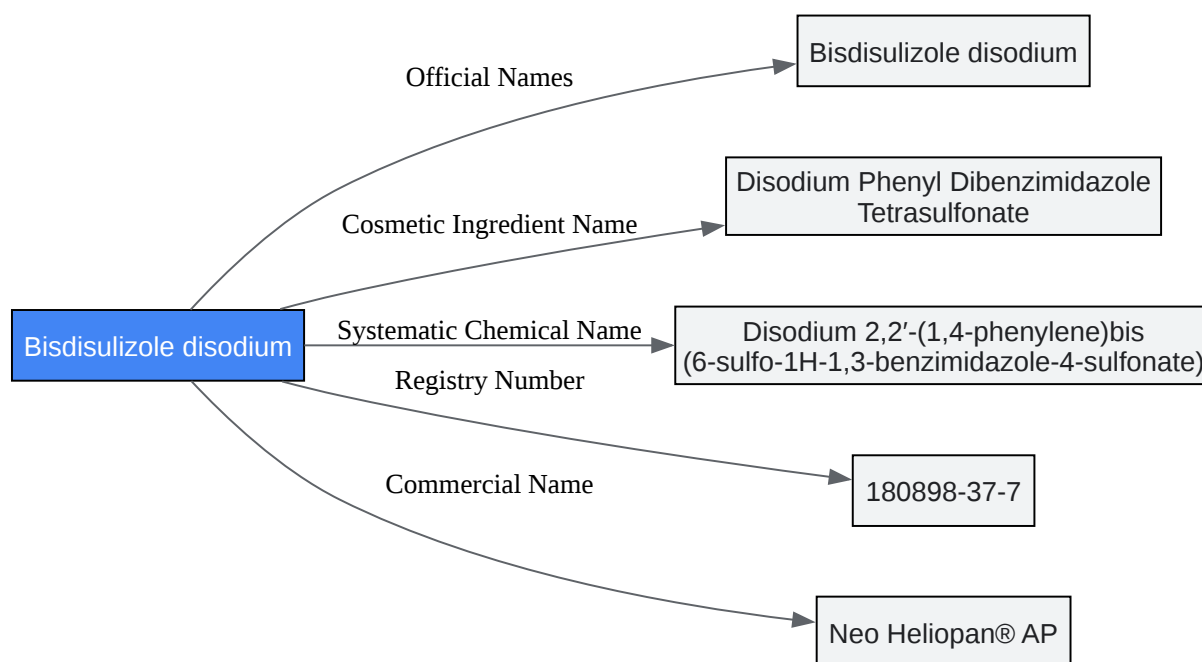 Bisdisulizole disodium
Official Names
Cosmetic Ingredient Name
Disodium Phenyl Dibenzimidazole
Tetrasulfonate
Bisdisulizole disodium
Systematic Chemical Name
Disodium 2,2′-(1,4-phenylene)bis
(6-sulfo-1H-1,3-benzimidazole-4-sulfonate)
Registry Number
180898-37-7
Commercial Name
Neo Heliopan® AP